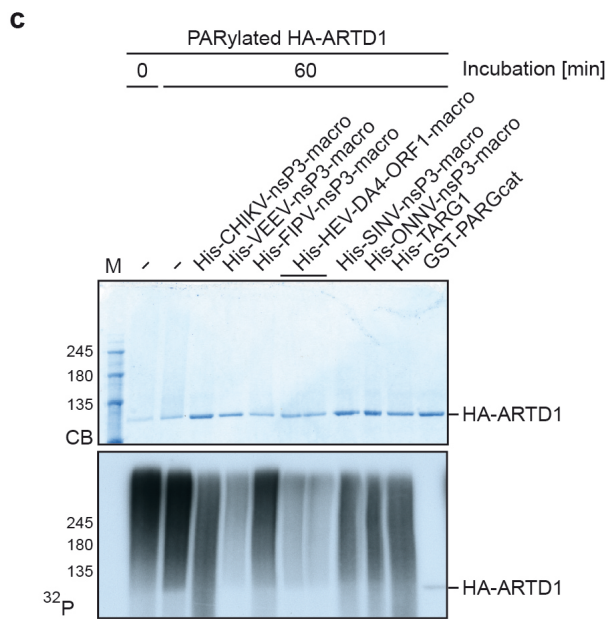 c
PARylated HA-ARTD1
0 60 Incubation [min]
M
-
-
His-CHIKV-nsP3-macro
His-VEEV-nsP3-macro
His-FIPV-nsP3-macro
His-HEV-DA4-ORF1-macro
His-SINV-nsP3-macro
His-ONNV-nsP3-macro
His-TARG1
GST-PARGcat
245
180
135
CB
HA-ARTD1
245
180
135
32P
HA-ARTD1